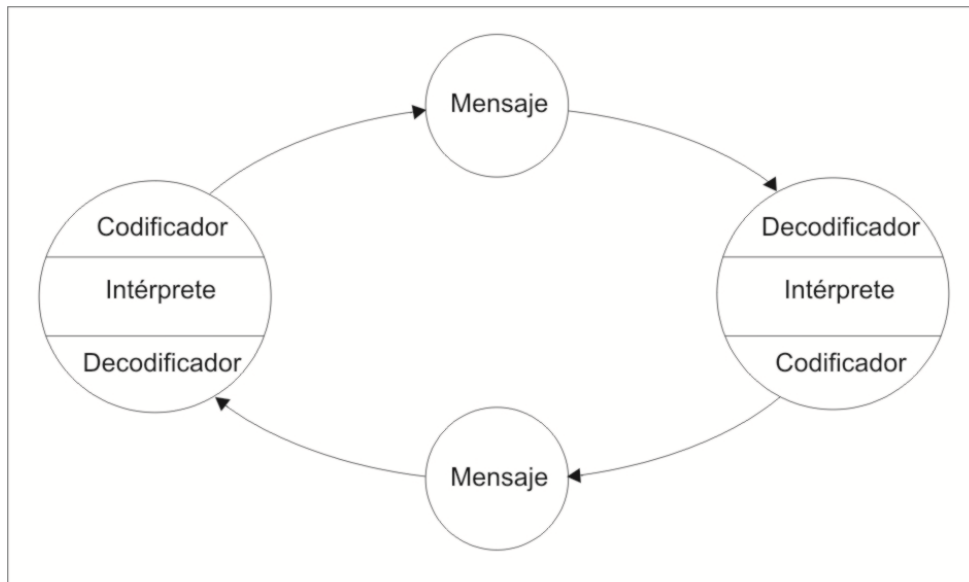 Mensaje
Codificador
Intérprete
Decodificador
Decodificador
Intérprete
Codificador
Mensaje